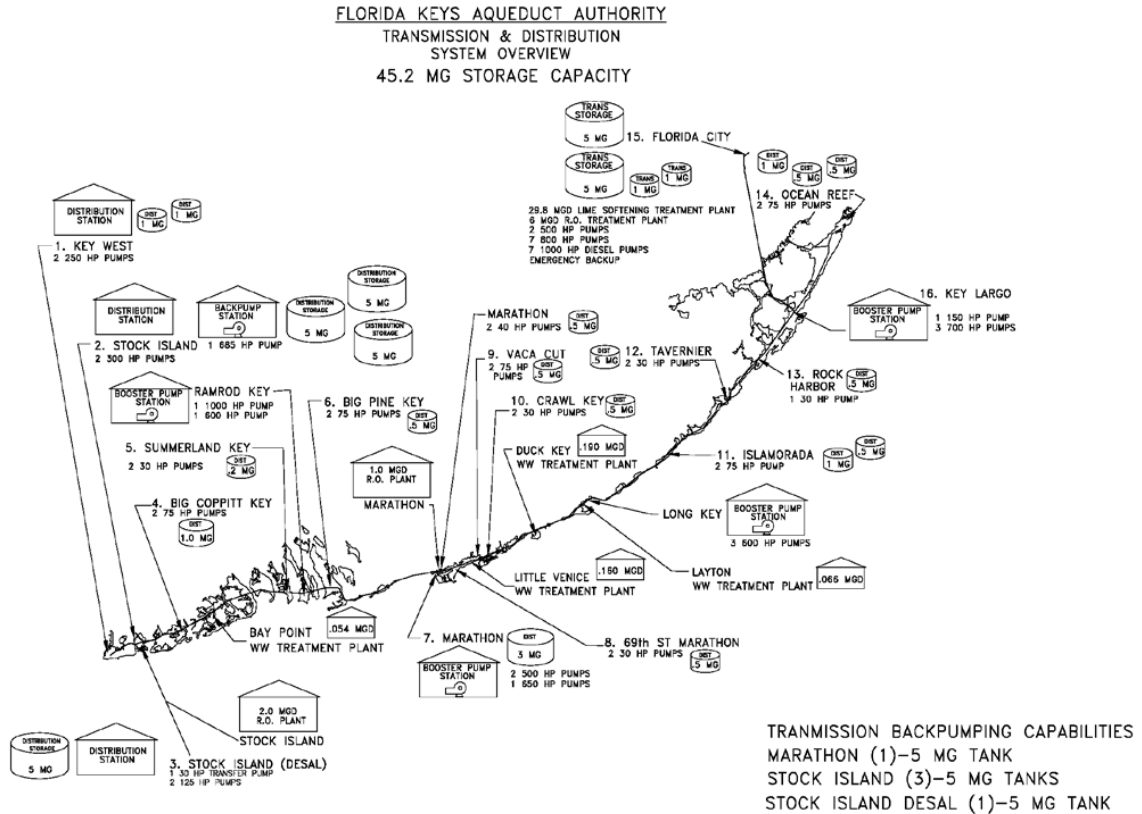 FLORIDA KEYS AQUEDUCT AUTHORITY
TRANSMISSION & DISTRIBUTION
SYSTEM OVERVIEW
45.2 MG STORAGE CAPACITY
TRANS
STORAGE
5 MG
15. FLORIDA CITY
TRANS
STORAGE
5 MG
TRANS
1 MG
TRANS
1 MG
29.8 MGD LIME SOFTENING TREATMENT PLANT
6 MGD R.O. TREATMENT PLANT
2 500 HP PUMPS
7 800 HP PUMPS
7 1000 HP DIESEL PUMPS
EMERGENCY BACKUP
DIST
1 MG
DIST
.5 MG
DIST
.5 MG
14. OCEAN REEF
2 75 HP PUMPS
DISTRIBUTION
STATION
DIST
1 MG
DIST
1 MG
1. KEY WEST
2 250 HP PUMPS
DISTRIBUTION
STATION
BACKPUMP
STATION
1 685 HP PUMP
DISTRIBUTION
STORAGE
5 MG
DISTRIBUTION
STORAGE
5 MG
DISTRIBUTION
STORAGE
5 MG
2. STOCK ISLAND
2 300 HP PUMPS
BOOSTER PUMP
STATION
RAMROD KEY
1 1000 HP PUMP
1 600 HP PUMP
6. BIG PINE KEY
2 75 HP PUMPS
DIST
.5 MG
5. SUMMERLAND KEY
2 30 HP PUMPS
DIST
.2 MG
4. BIG COPPITT KEY
2 75 HP PUMPS
DIST
1.0 MG
MARATHON
2 40 HP PUMPS
DIST
.5 MG
9. VACA CUT
2 75 HP
PUMPS
DIST
.5 MG
10. CRAWL KEY
2 30 HP PUMPS
DIST
.5 MG
DUCK KEY
WW TREATMENT PLANT
.190 MGD
1.0 MGD
R.O. PLANT
MARATHON
DIST
.5 MG
12. TAVERNIER
2 30 HP PUMPS
BOOSTER PUMP
STATION
16. KEY LARGO
1 150 HP PUMP
3 700 HP PUMPS
13. ROCK
HARBOR
1 30 HP PUMP
DIST
.5 MG
11. ISLAMORADA
2 75 HP PUMP
DIST
1 MG
DIST
.5 MG
LONG KEY
BOOSTER PUMP
STATION
3 600 HP PUMPS
LITTLE VENICE
WW TREATMENT PLANT
.160 MGD
LAYTON
WW TREATMENT PLANT
.066 MGD
BAY POINT
WW TREATMENT PLANT
.054 MGD
7. MARATHON
DIST
3 MG
BOOSTER PUMP
STATION
2 500 HP PUMPS
1 650 HP PUMPS
8. 69th ST MARATHON
2 30 HP PUMPS
DIST
.5 MG
2.0 MGD
R.O. PLANT
STOCK ISLAND
DISTRIBUTION
STORAGE
5 MG
DISTRIBUTION
STATION
3. STOCK ISLAND (DESAL)
1 30 HP TRANSFER PUMP
2 125 HP PUMPS
TRANMISSION BACKPUMPING CAPABILITIES
MARATHON (1)-5 MG TANK
STOCK ISLAND (3)-5 MG TANKS
STOCK ISLAND DESAL (1)-5 MG TANK